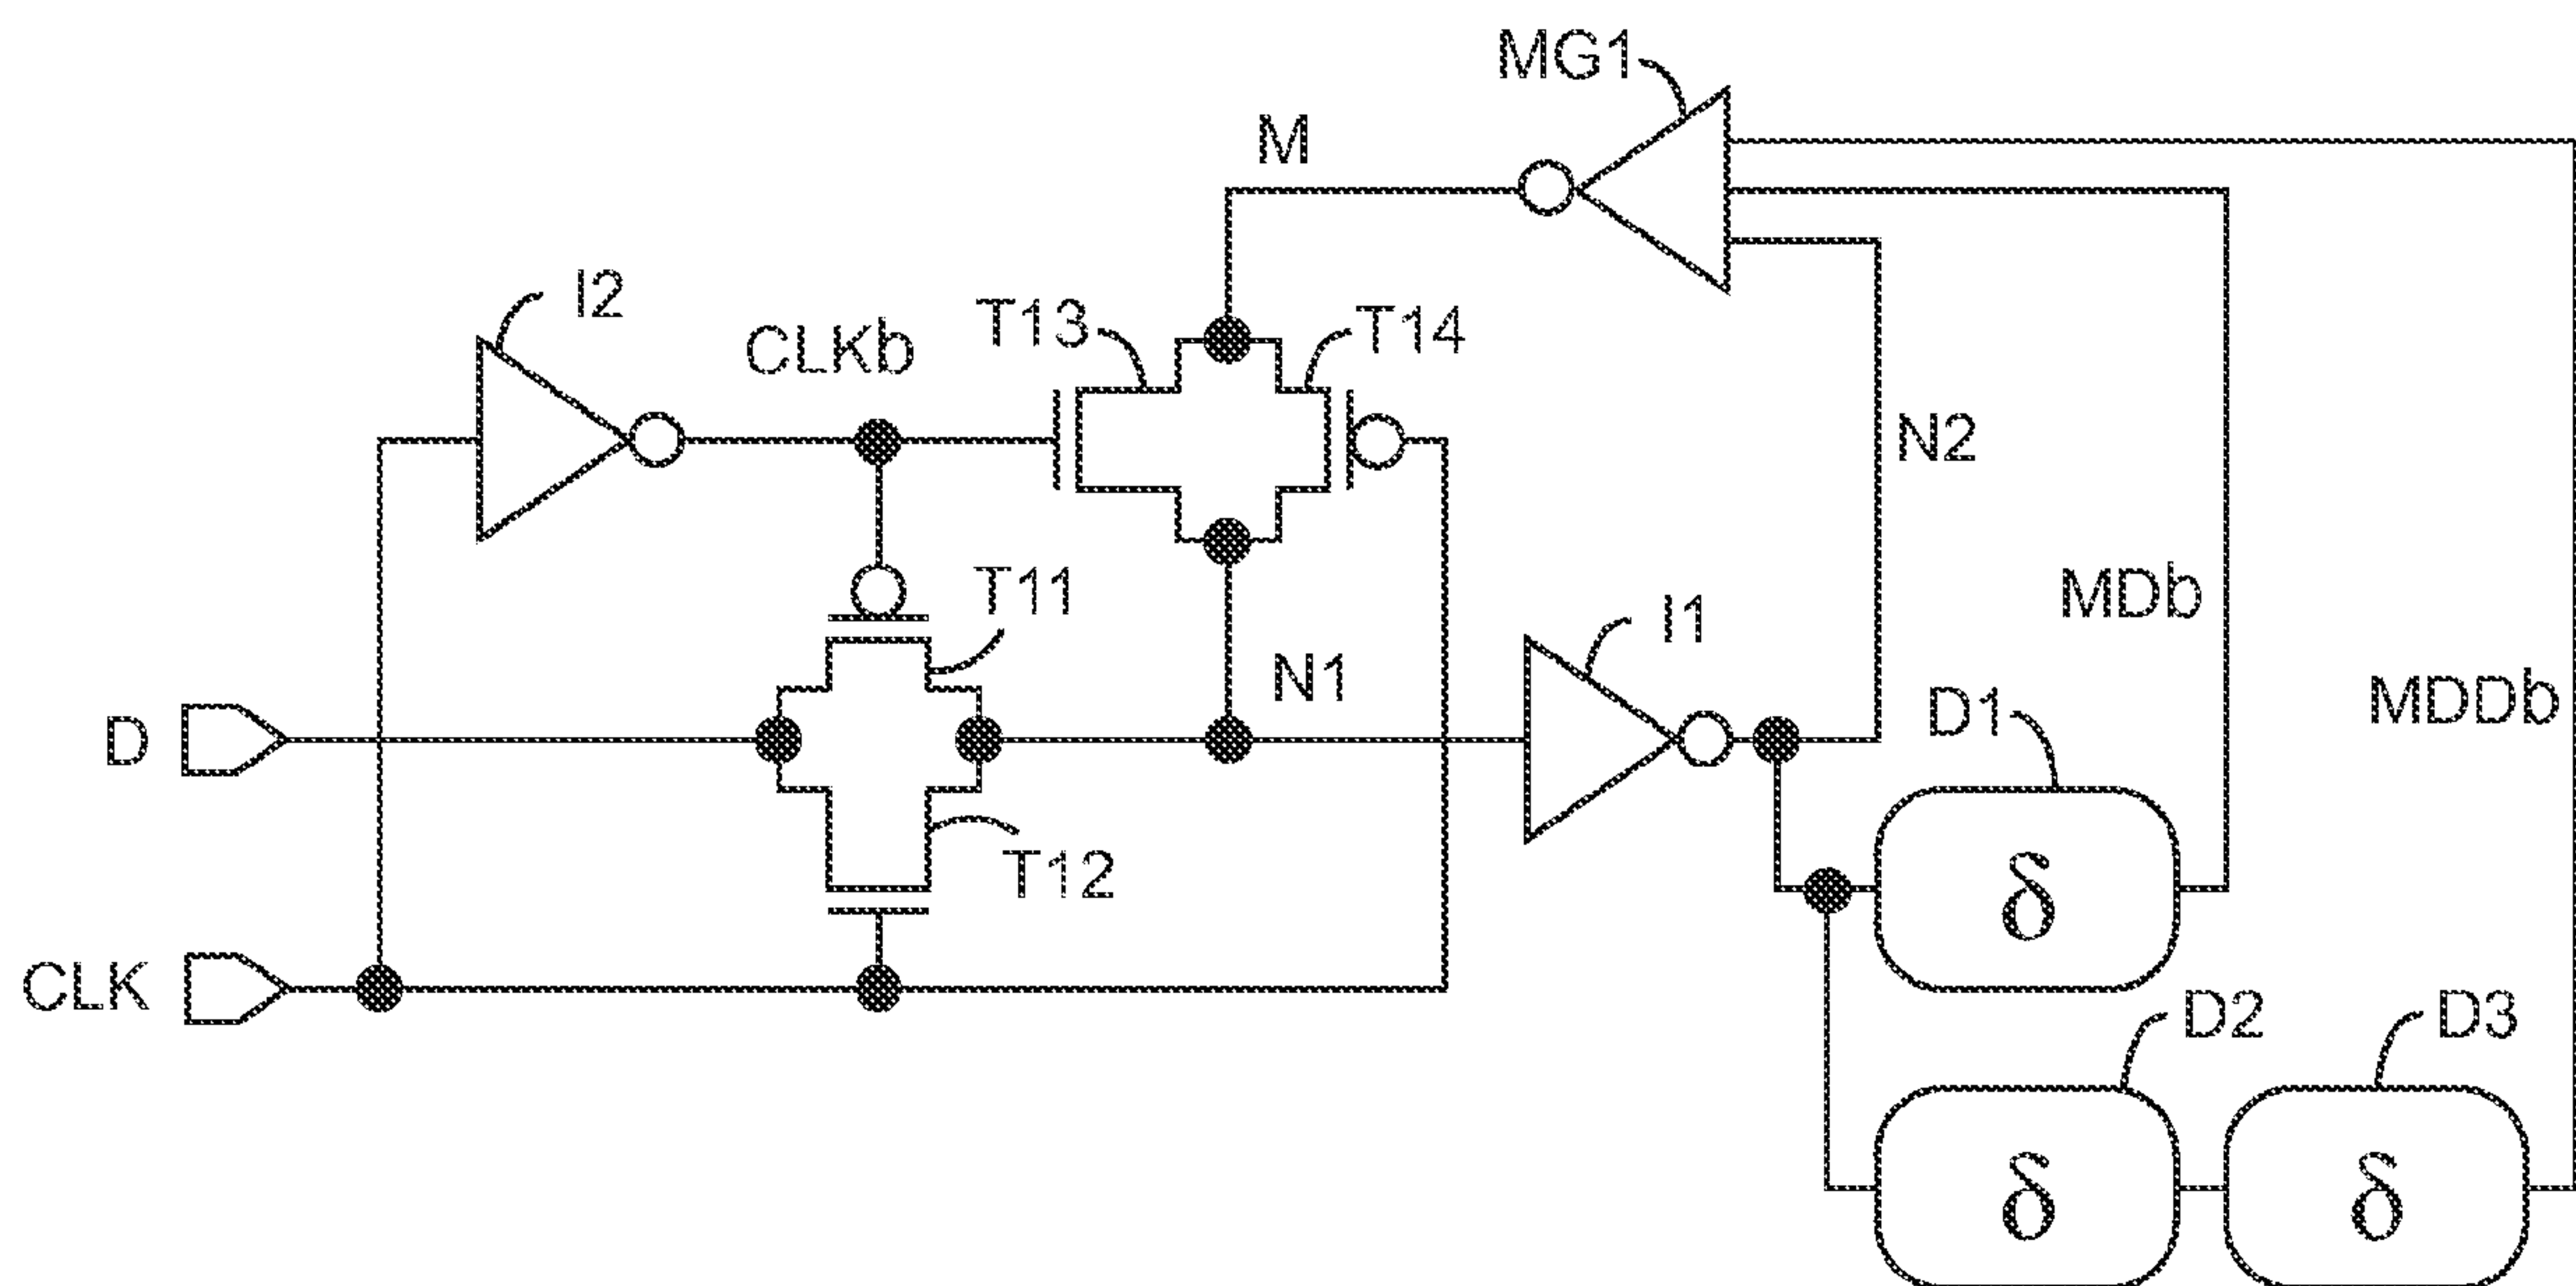 MG1
M
I2
CLKb
T13
T14
N2
T11
MDb
I1
N1
MDDb
D
D1
T12
δ
CLK
D2
D3
δ
δ